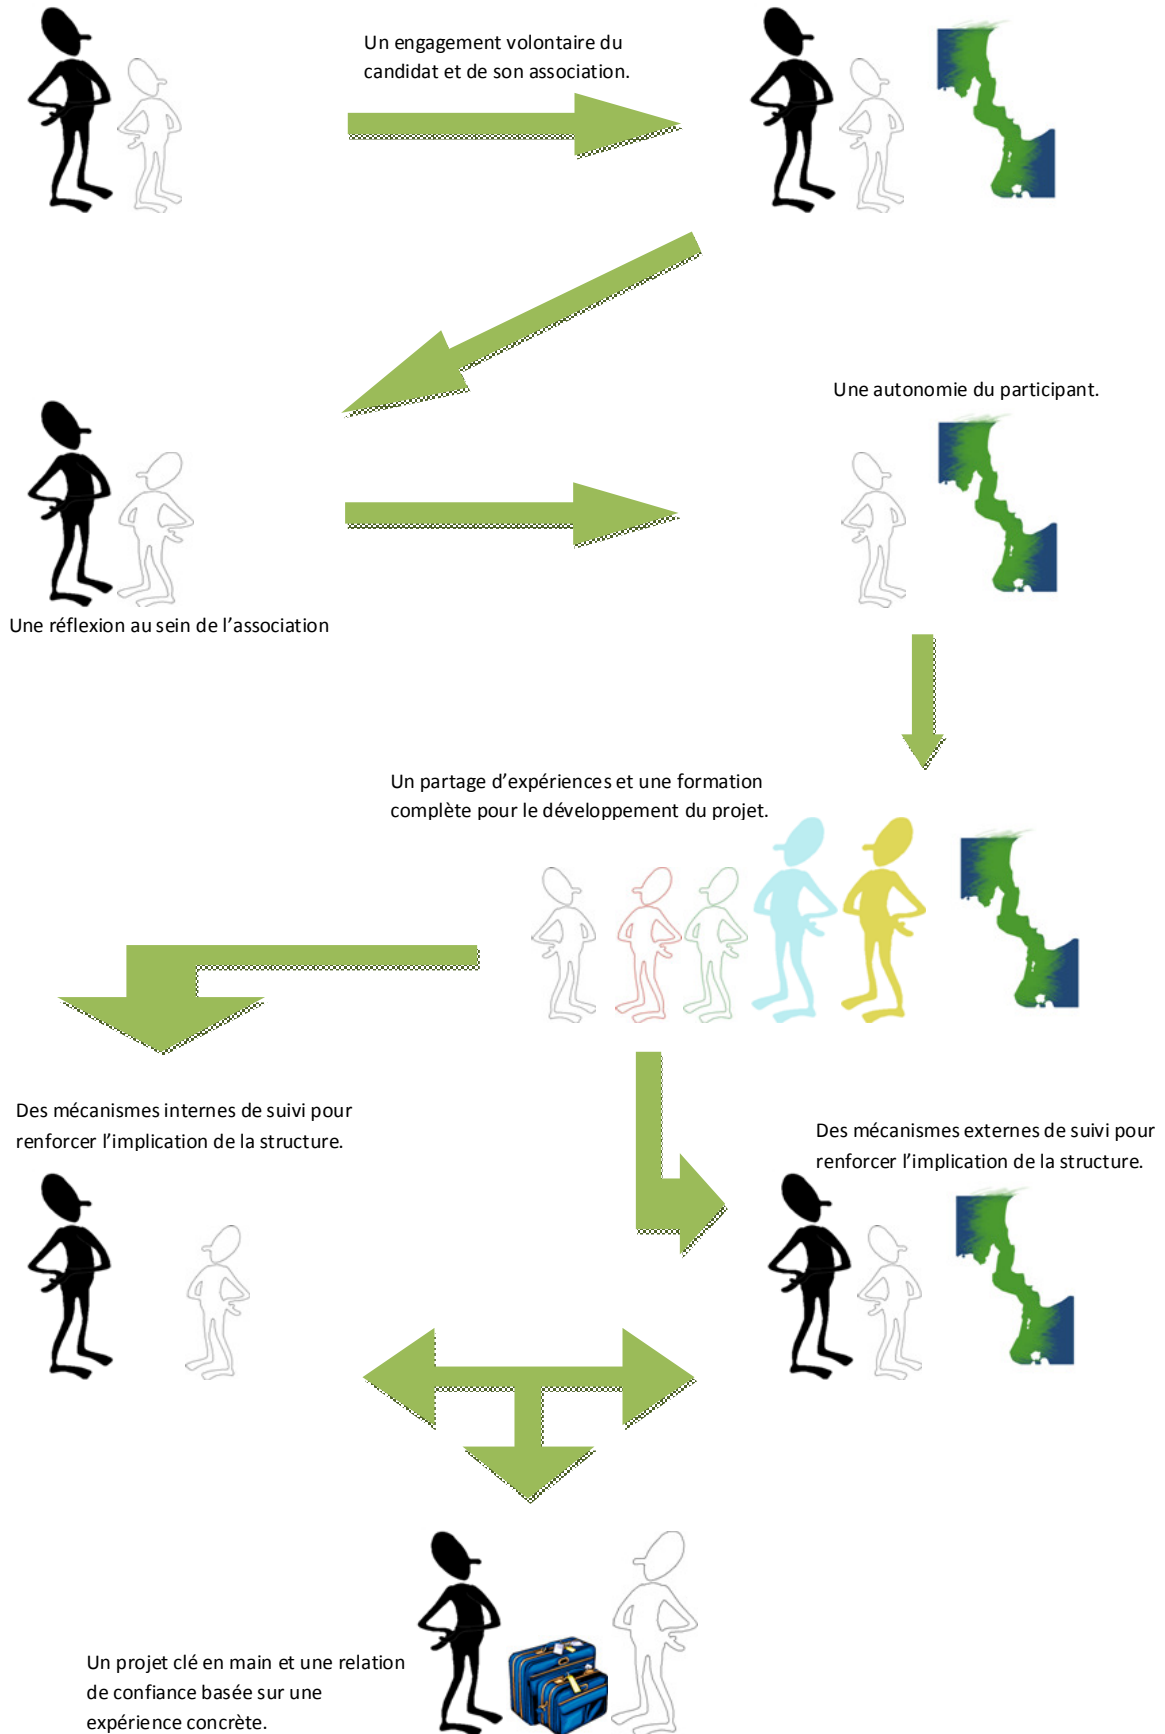 Un engagement volontaire du
candidat et de son association.
Une autonomie du participant.
Une réflexion au sein de l’association
Un partage d’expériences et une formation
complète pour le développement du projet.
Des mécanismes internes de suivi pour
renforcer l’implication de la structure.
Des mécanismes externes de suivi pour
renforcer l’implication de la structure.
Un projet clé en main et une relation
de confiance basée sur une
expérience concrète.